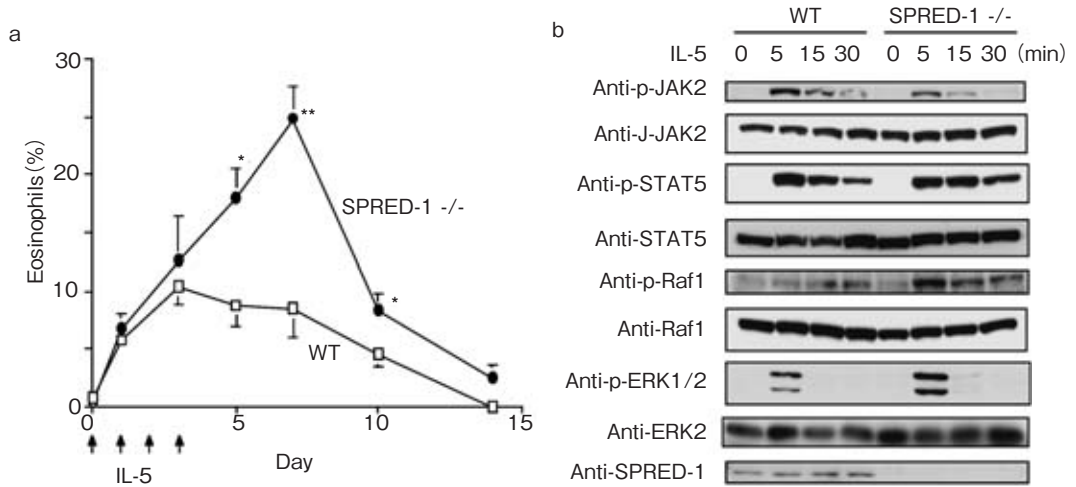 a
30
20
10
0
Eosinophils(%)
*
**
*
SPRED-1 -/-
WT
0
5
10
15
IL-5
Day
b
WT
SPRED-1 -/-
IL-5
0
5
15
30
0
5
15
30
(min)
Anti-p-JAK2
Anti-J-JAK2
Anti-p-STAT5
Anti-STAT5
Anti-p-Raf1
Anti-Raf1
Anti-p-ERK1/2
Anti-ERK2
Anti-SPRED-1